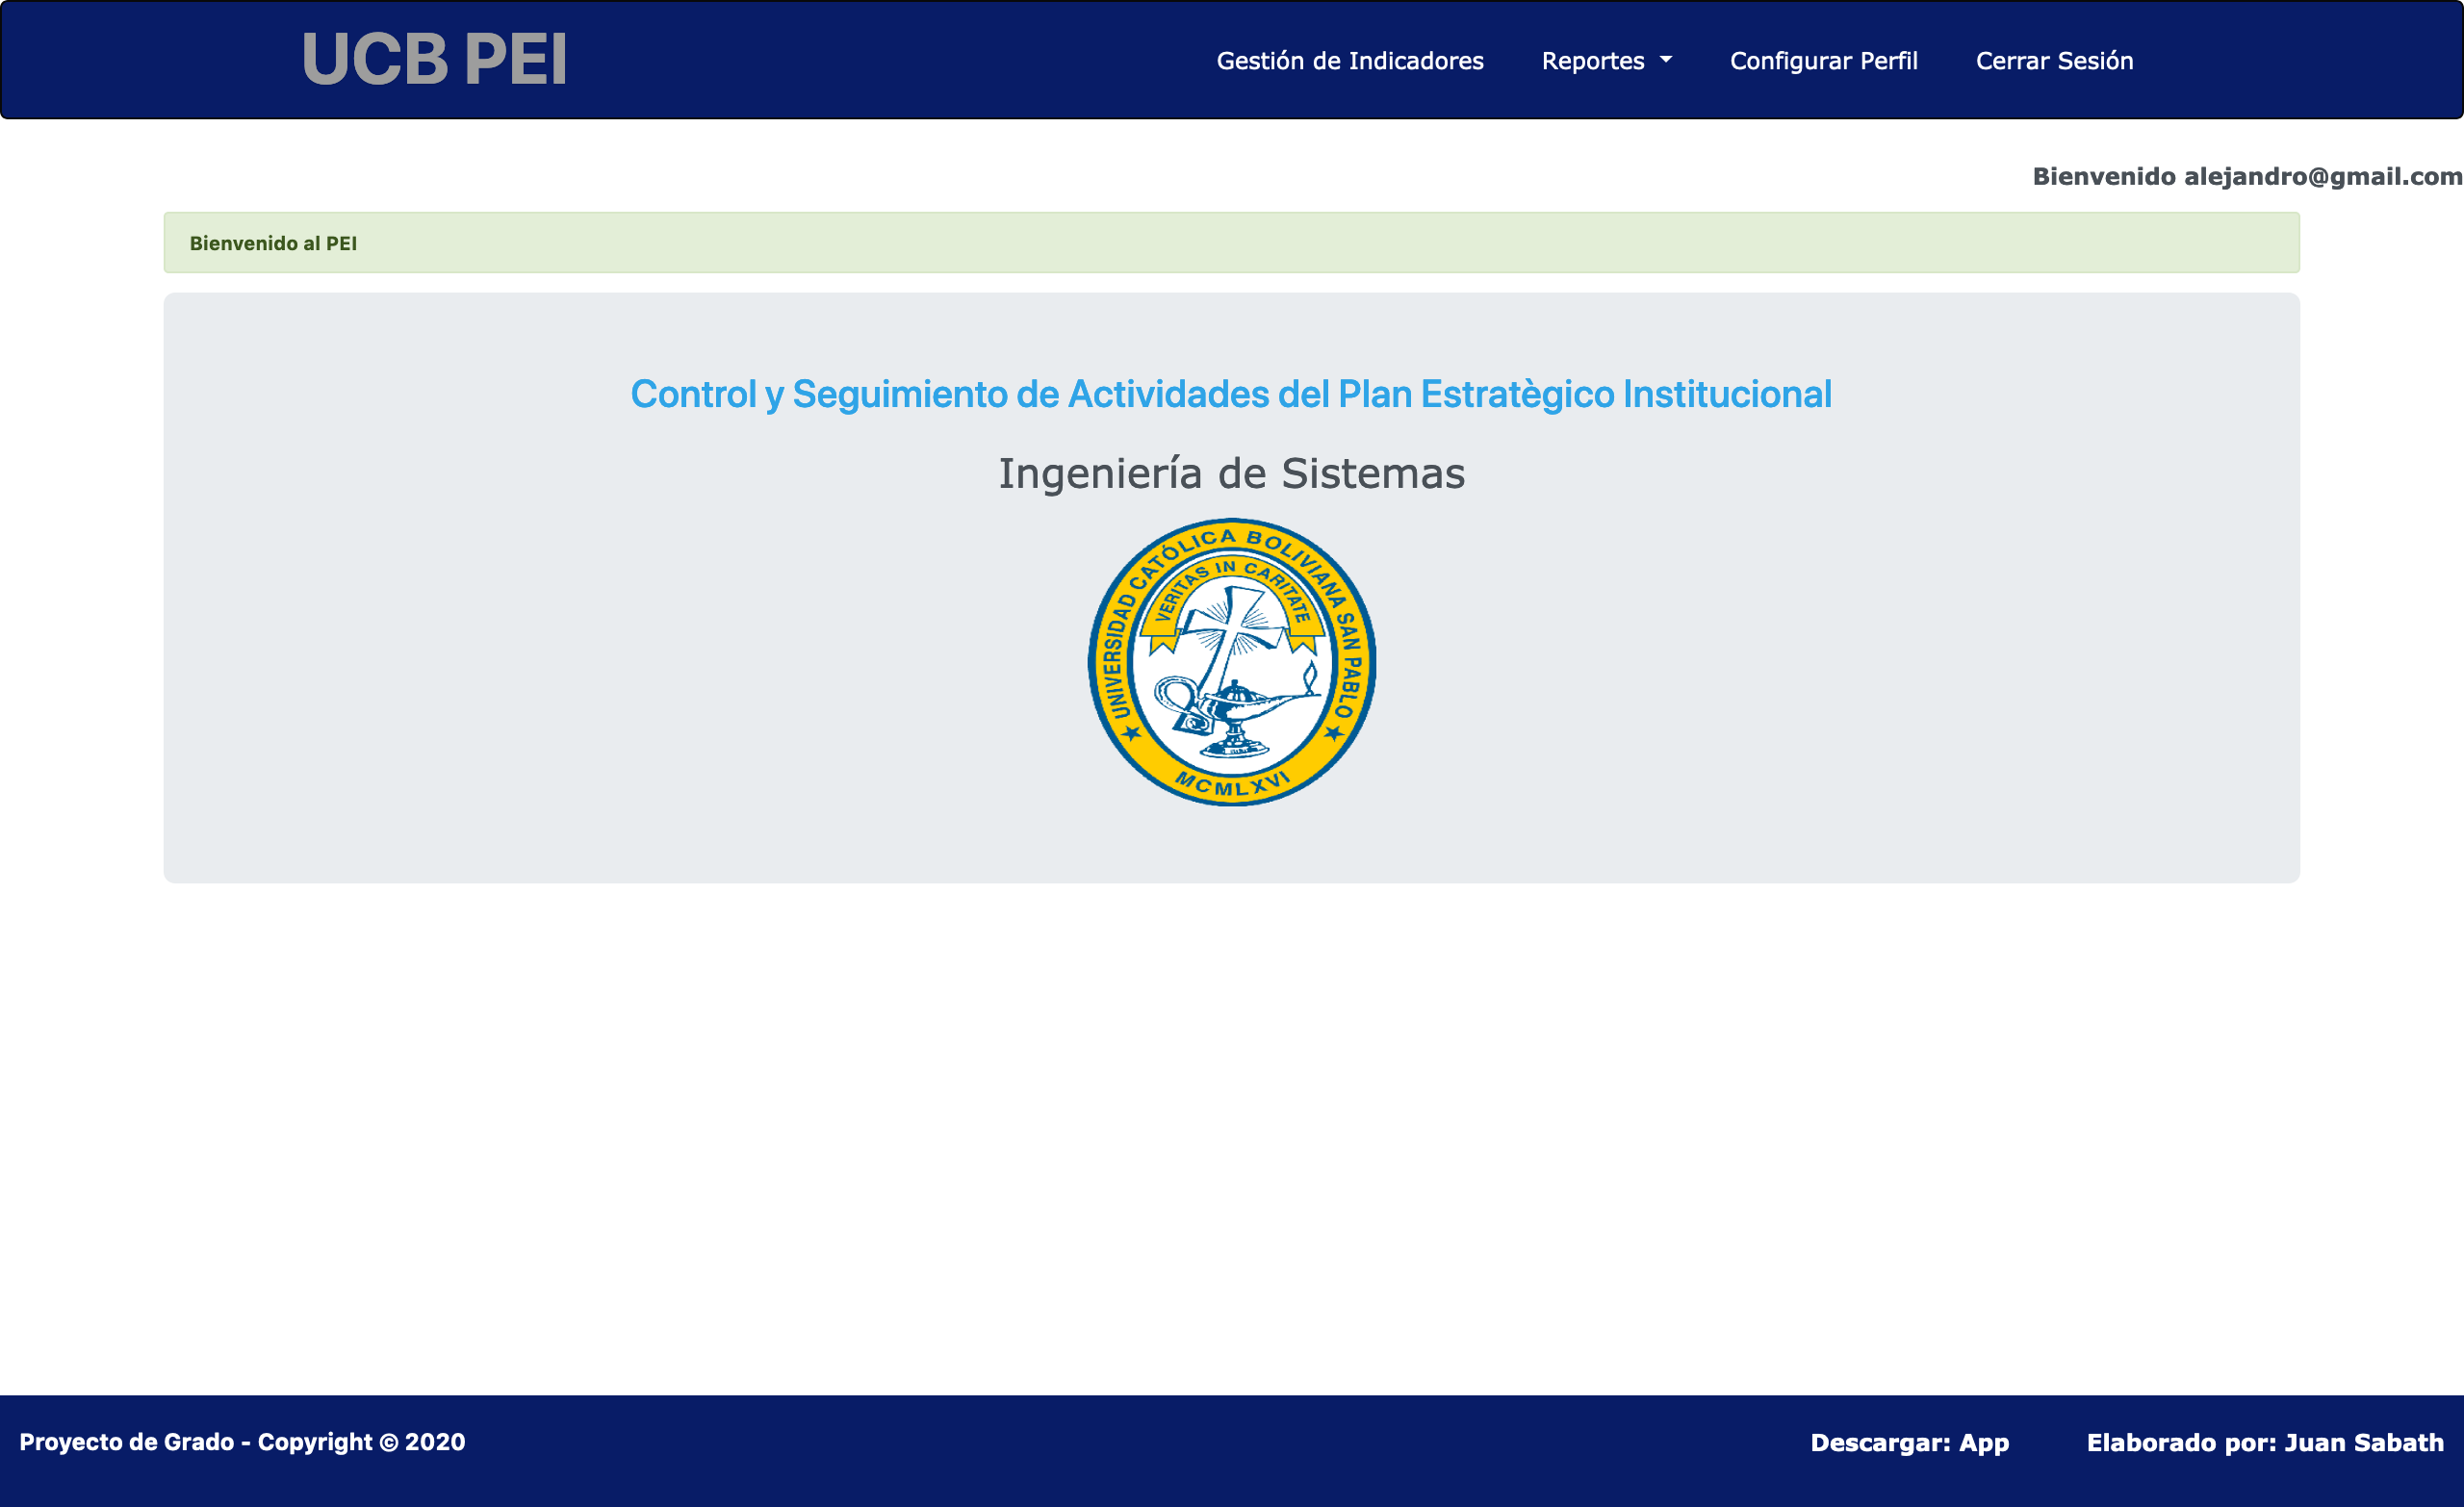 UCB PEI
Gestión de Indicadores
Reportes
Configurar Perfil
Cerrar Sesión
Bienvenido alejandro@gmail.com
Bienvenido al PEI
Control y Seguimiento de Actividades del Plan Estratègico Institucional
Ingeniería de Sistemas
UNIVERSIDAD CATÓLICA BOLIVIANA SAN PABLO
VERITAS IN CARITATE
MCMLXVI
Proyecto de Grado - Copyright © 2020
Descargar: App
Elaborado por: Juan Sabath